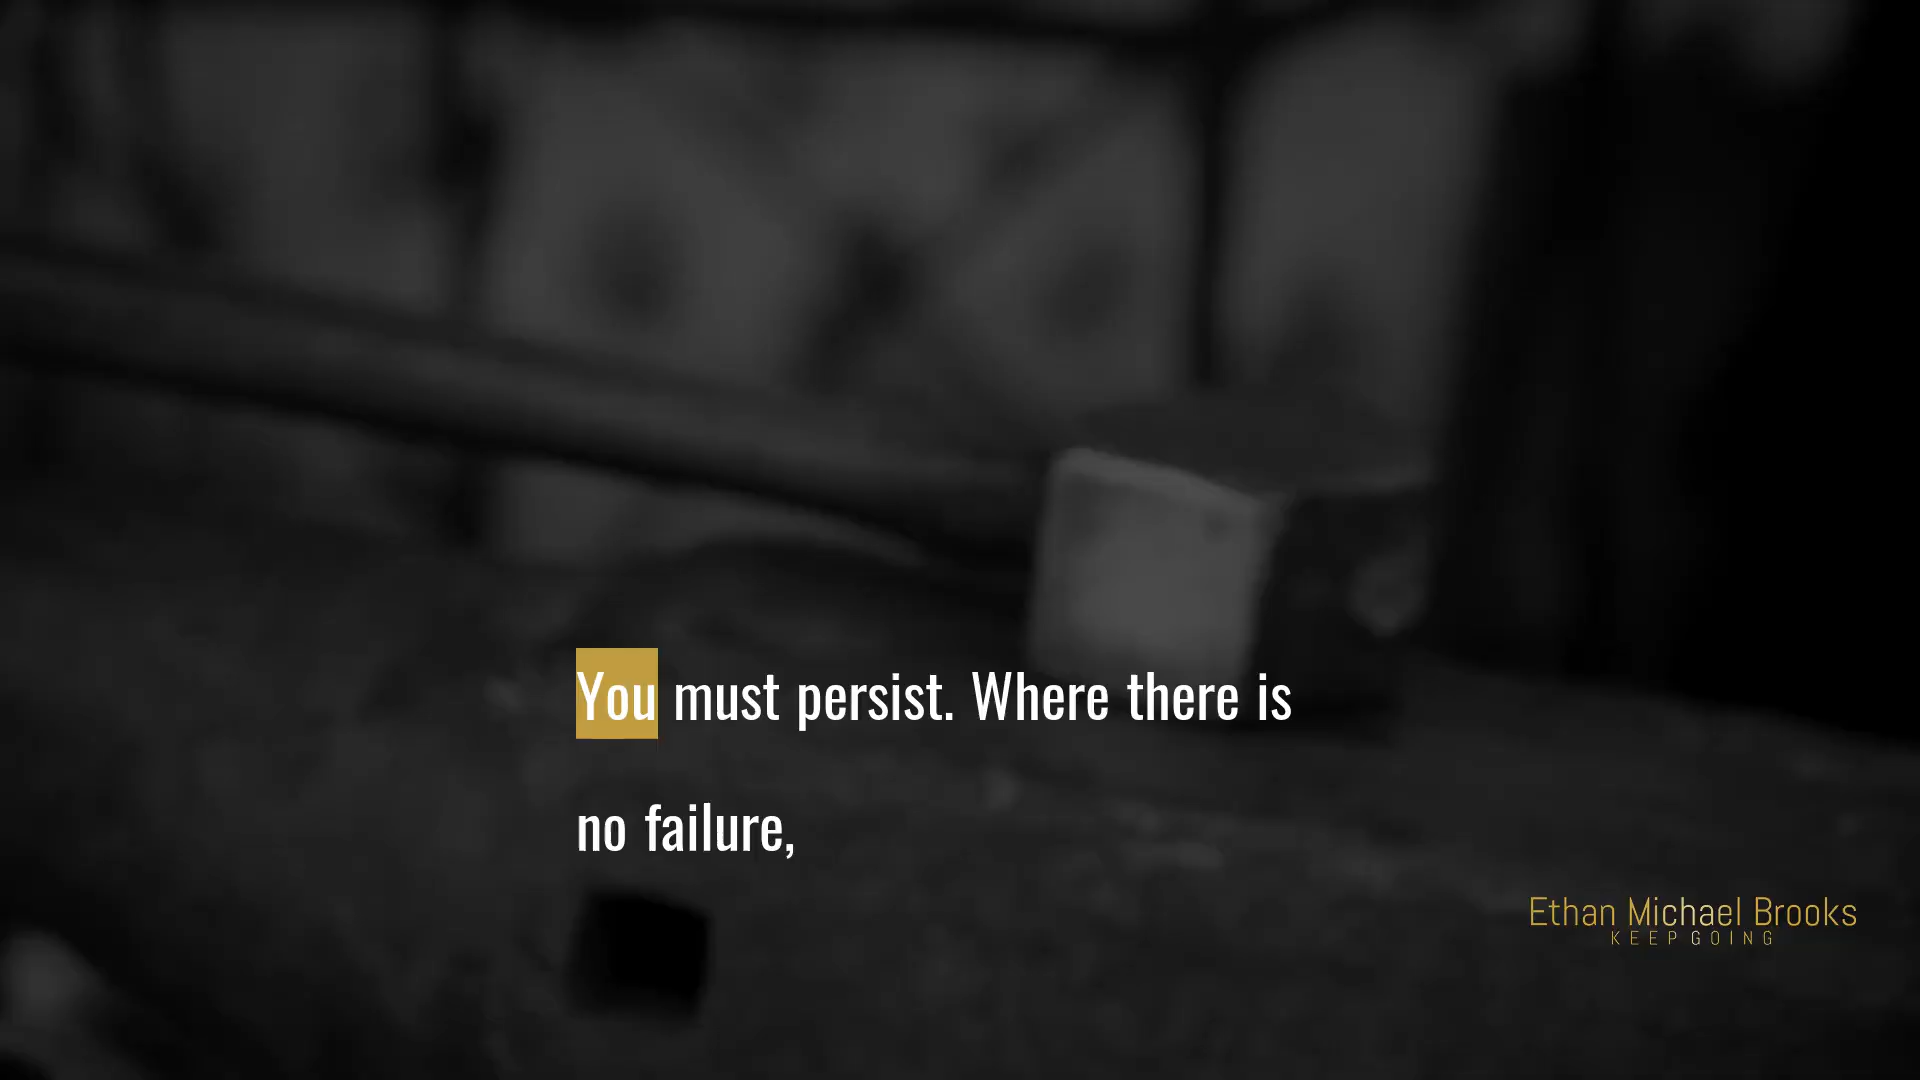 You must persist. Where there is
no failure,
Ethan Michael Brooks
KEEP GOING